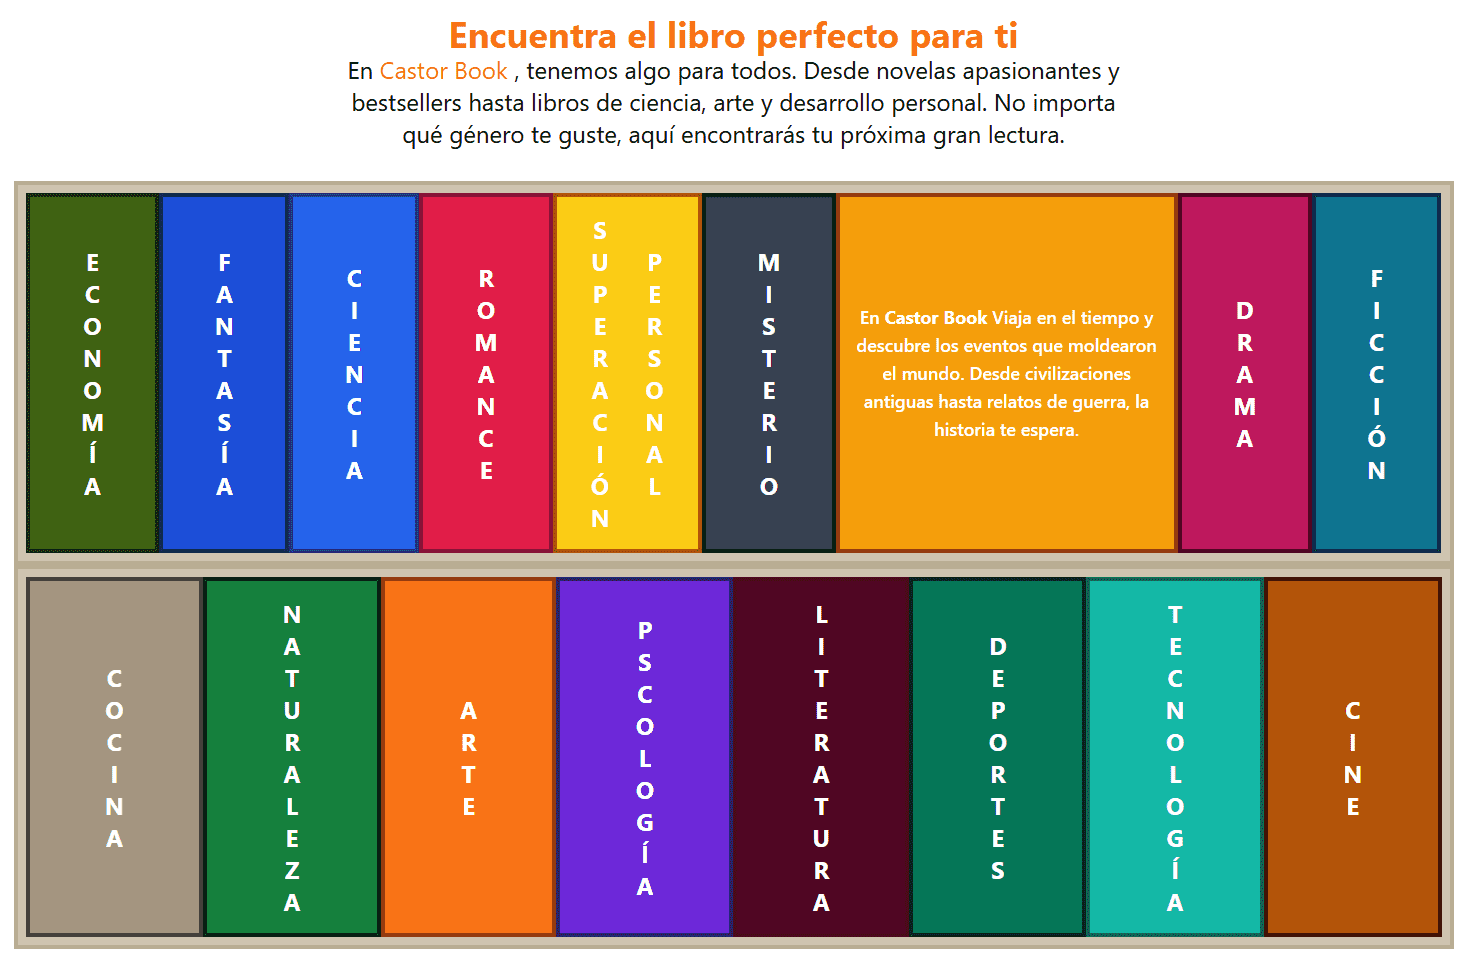 Encuentra el libro perfecto para ti
En Castor Book , tenemos algo para todos. Desde novelas apasionantes y
bestsellers hasta libros de ciencia, arte y desarrollo personal. No importa
qué género te guste, aquí encontrarás tu próxima gran lectura.
ECONOMÍA
FANTASÍA
CIENCIA
ROMANCE
SUPERACIÓN
PERSONAL
MISTERIO
En Castor Book Viaja en el tiempo y
descubre los eventos que moldearon
el mundo. Desde civilizaciones
antiguas hasta relatos de guerra, la
historia te espera.
DRAMA
FICCIÓN
COCINA
NATURALEZA
ARTE
PSCOLOGÍA
LITERATURA
DEPORTES
TECNOLOGÍA
CINE